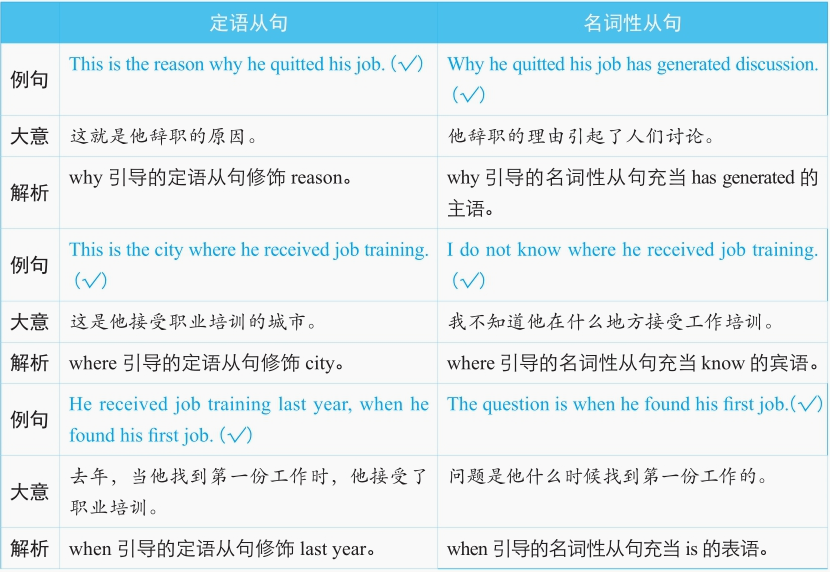 定语从句 名词性从句
例句 This is the reason why he quitted his job. (✓) Why he quitted his job has generated discussion.
(✓)
大意 这就是他辞职的原因。 他辞职的理由引起了人们讨论。
解析 why 引导的定语从句修饰 reason。 why 引导的名词性从句充当 has generated 的
主语。
例句 This is the city where he received job training. I do not know where he received job training.
(✓) (✓)
大意 这是他接受职业培训的城市。 我不知道他在什么地方接受工作培训。
解析 where 引导的定语从句修饰 city。 where 引导的名词性从句充当 know 的宾语。
例句 He received job training last year, when he The question is when he found his first job.(✓)
found his first job. (✓)
大意 去年，当他找到第一份工作时，他接受了 问题是他什么时候找到第一份工作的。
职业培训。
解析 when 引导的定语从句修饰 last year。 when 引导的名词性从句充当 is 的表语。